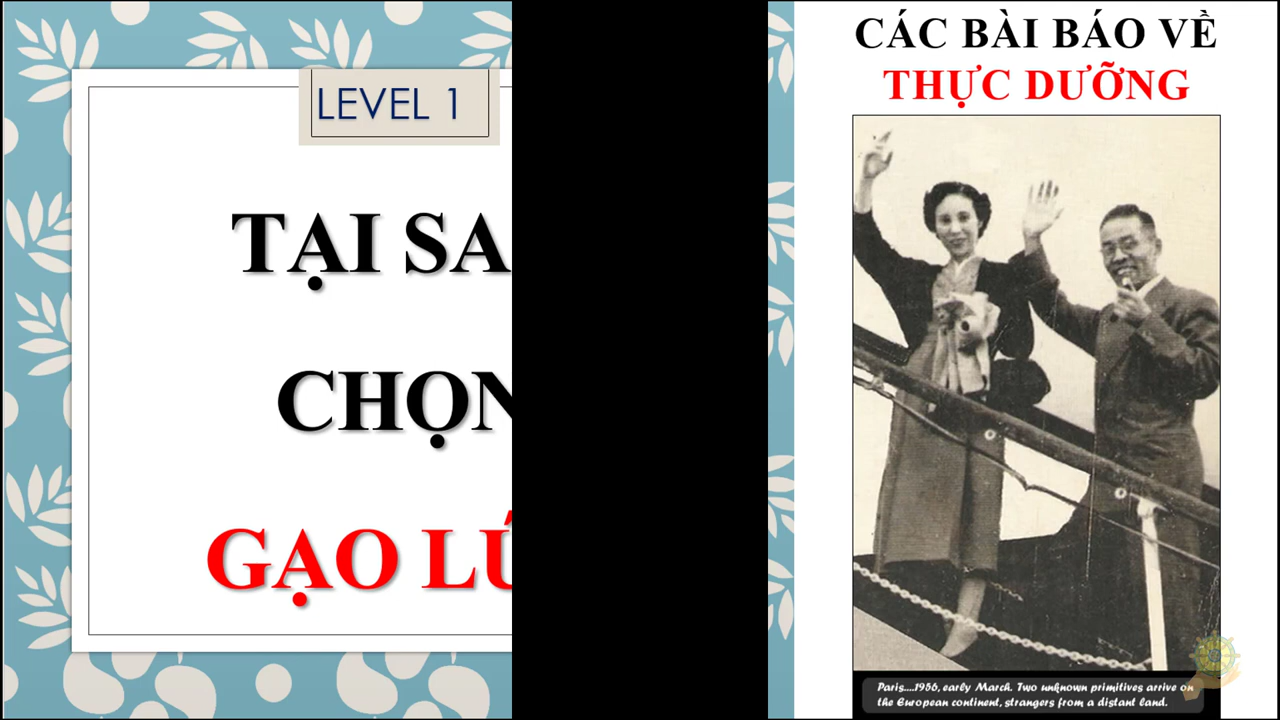 LEVEL 1
TẠI SA
CHỌN
GẠO LỨ
CÁC BÀI BÁO VỀ
THỰC DƯỠNG
Paris....1956, early March. Two unknown primitives arrive on
the European continent, strangers from a distant land.